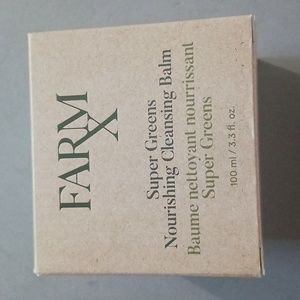 FARM
X
Super Greens
Nourishing Cleansing Balm
Baume nettoyant nourrissant
Super Greens
100 ml / 3.3 fl. oz.